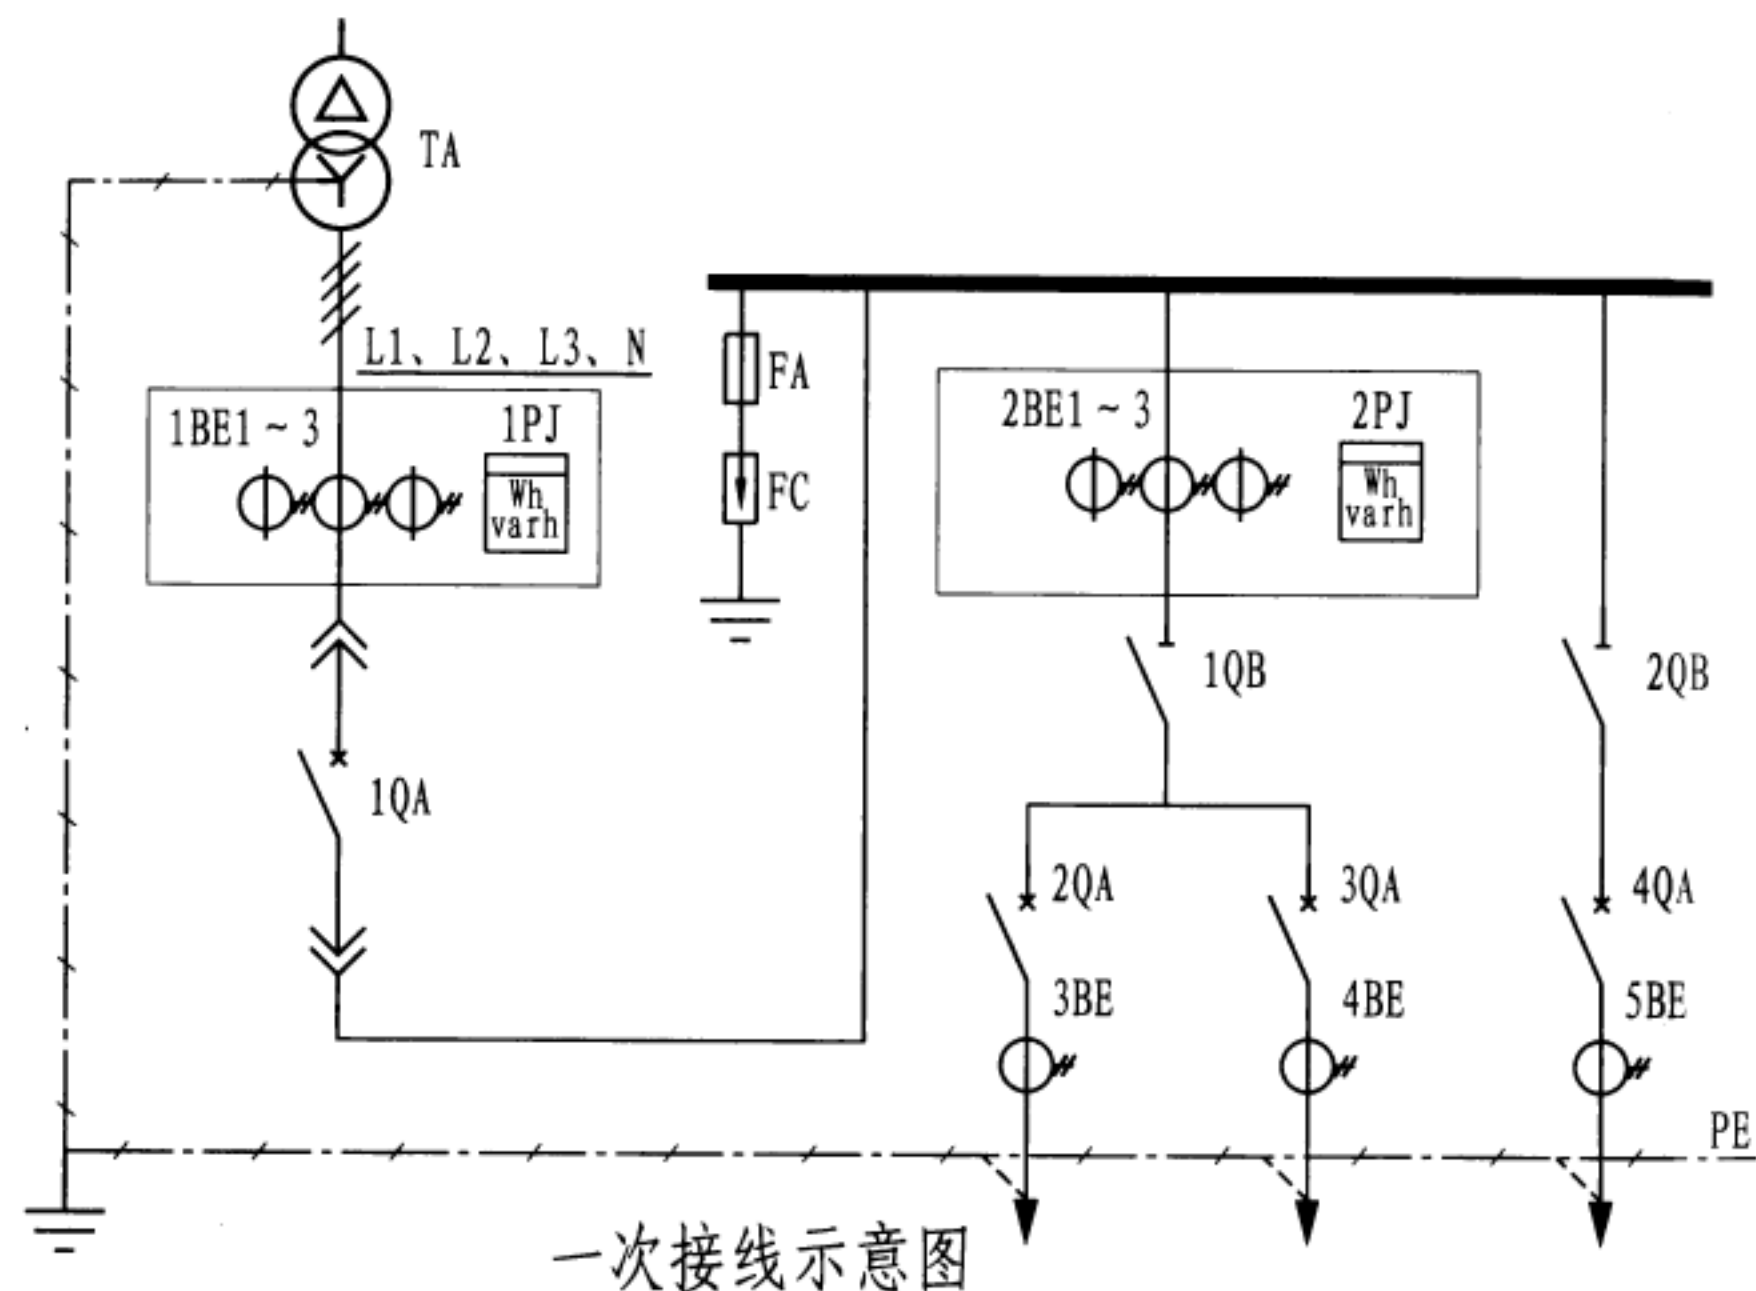 TA
L1、L2、L3、N
1BE1~3
1PJ
Wh
varh
FA
FC
2BE1~3
2PJ
Wh
varh
1QA
1QB
2QB
2QA
3QA
4QA
3BE
4BE
5BE
PE
一次接线示意图